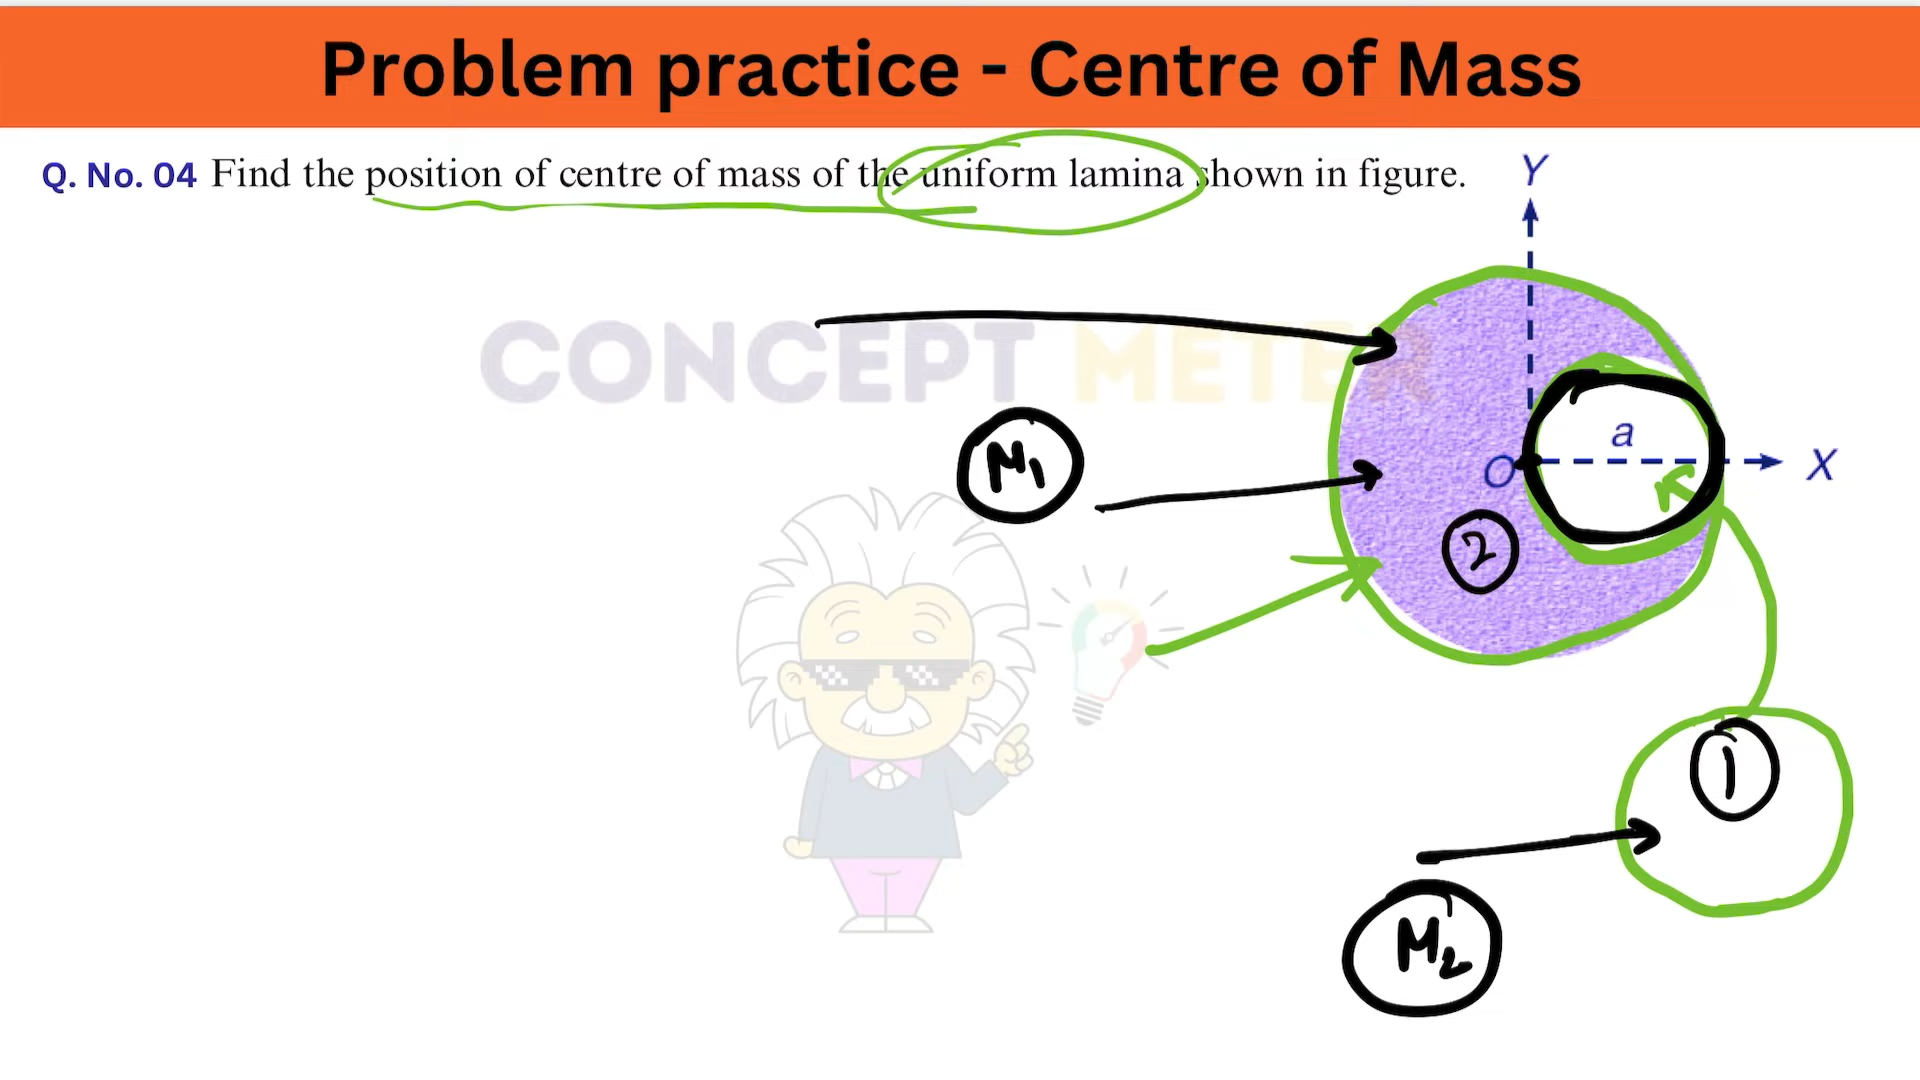 Problem practice - Centre of Mass
Q. No. 04 Find the position of centre of mass of the uniform lamina shown in figure.
Y
CONCEPT METER
a
M1
O
X
2
1
M2